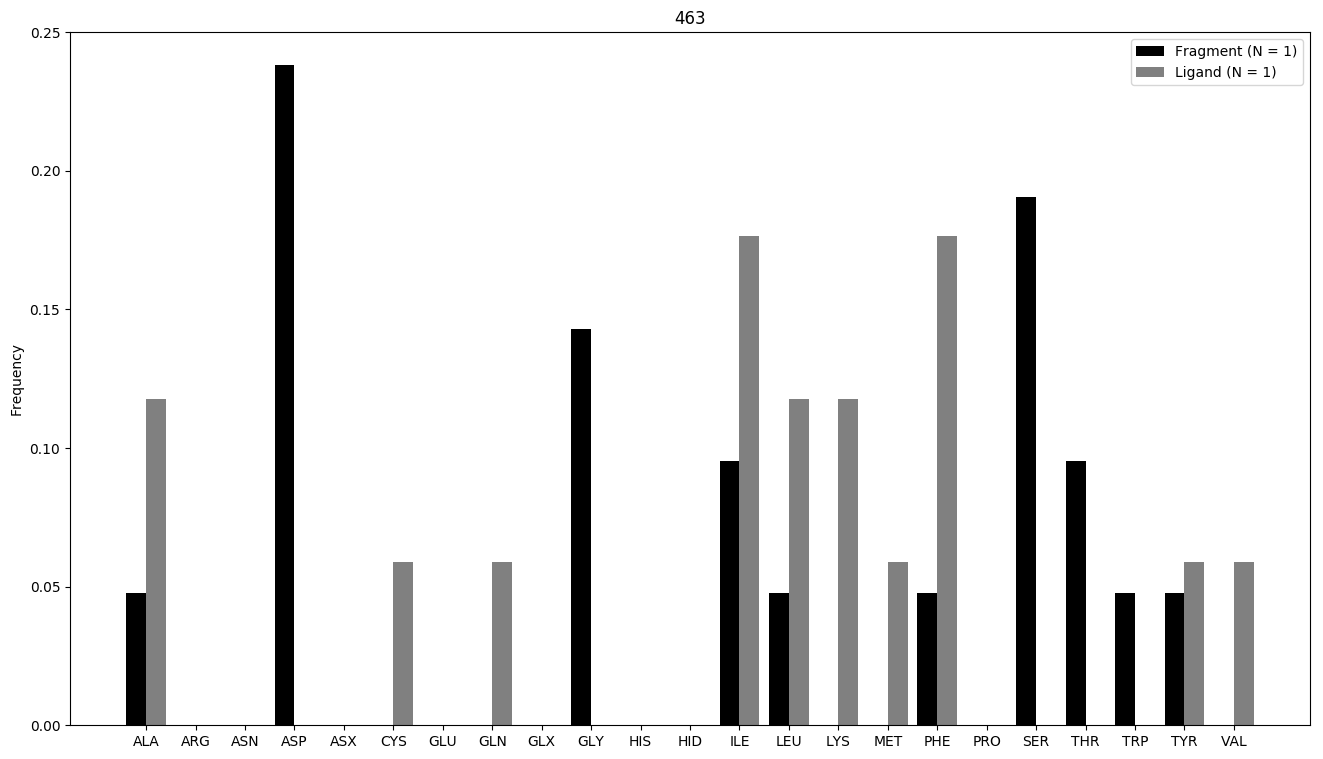 463
Frequency
0.25
0.20
0.15
0.10
0.05
0.00
Fragment (N = 1)
Ligand (N = 1)
ALA ARG ASN ASP ASX CYS GLU GLN GLX GLY HIS HID ILE LEU LYS MET PHE PRO SER THR TRP TYR VAL